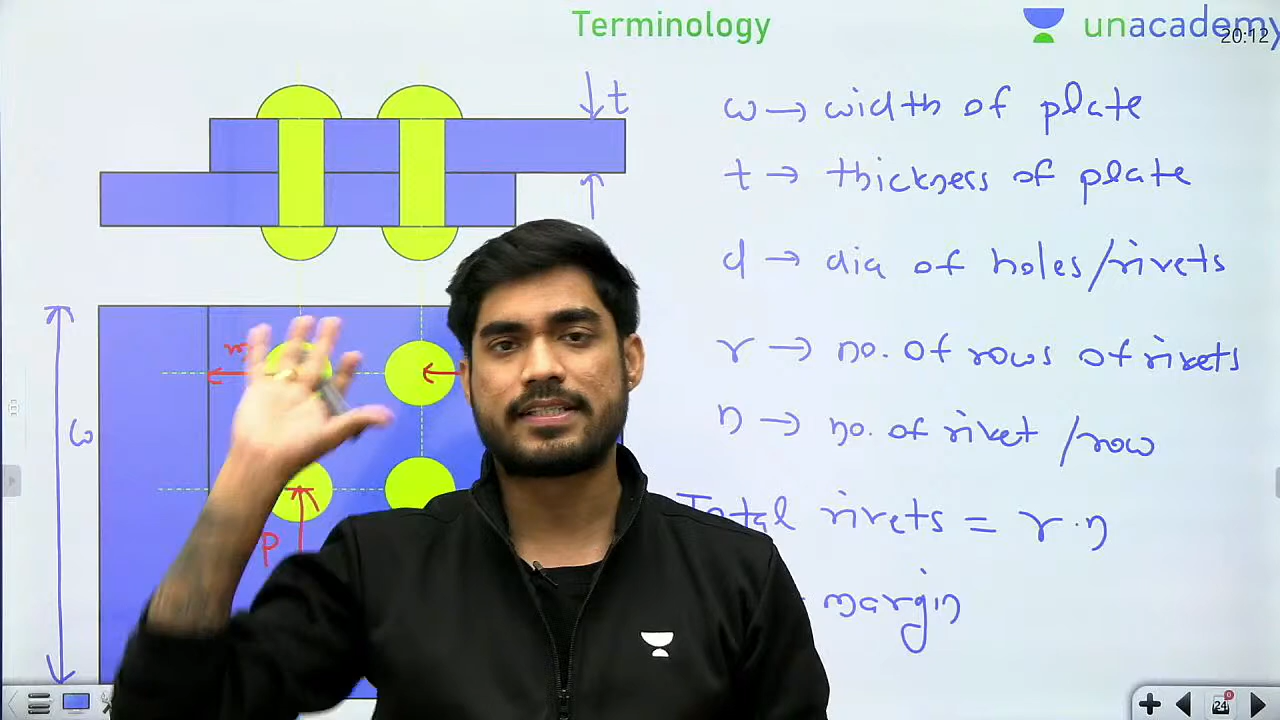 Terminology
unacademy
20:12
t
w → width of plate
t → thickness of plate
d → dia of holes/rivets
r → no. of rows of rivets
n → no. of rivet /row
Total rivets = r.n
margin
m
w
P
24